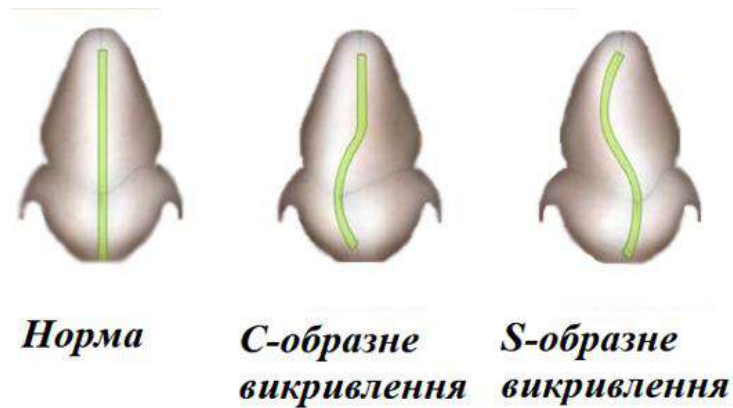 Норма
С-образне
викривлення
S-образне
викривлення